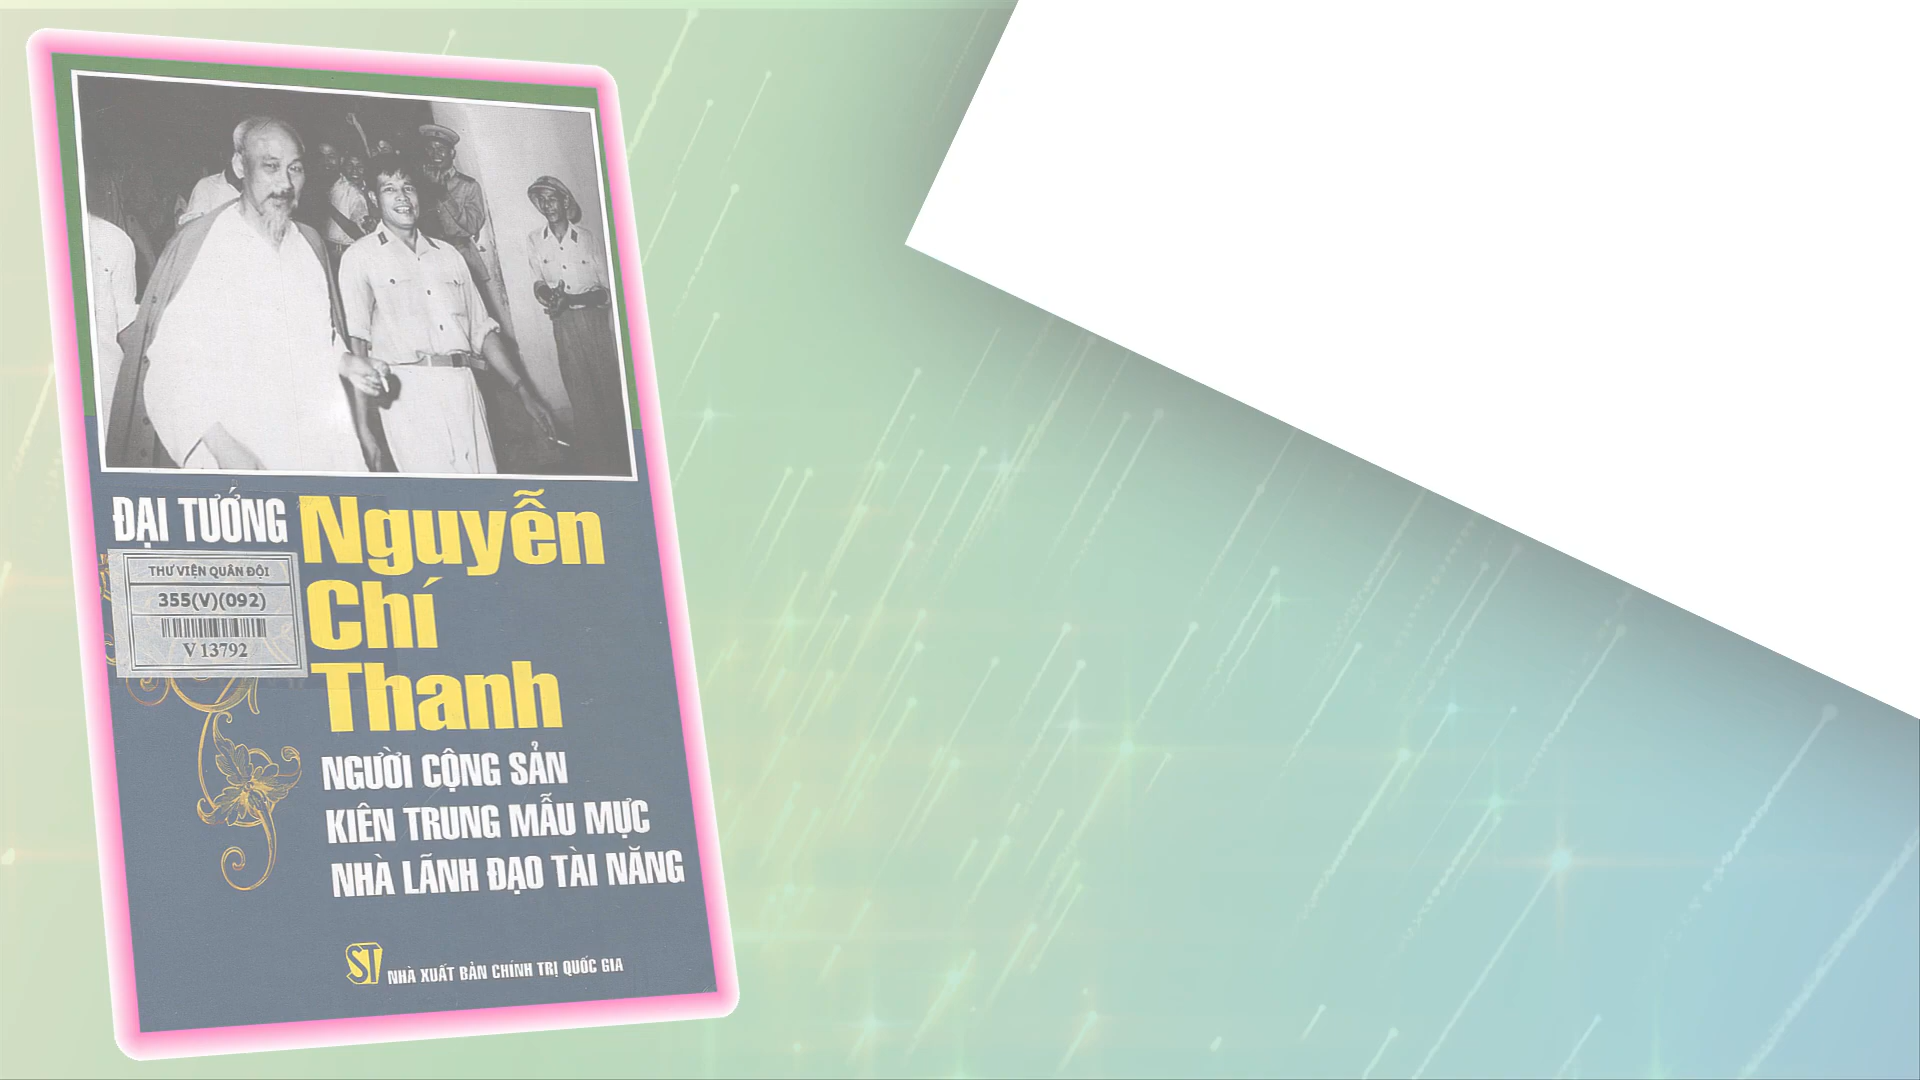 ĐẠI TƯỚNG Nguyễn
Chí
Thanh
THƯ VIỆN QUÂN ĐỘI
355(V)(092)
V 13792
NGƯỜI CỘNG SẢN
KIÊN TRUNG MẪU MỰC
NHÀ LÃNH ĐẠO TÀI NĂNG
ST NHÀ XUẤT BẢN CHÍNH TRỊ QUỐC GIA